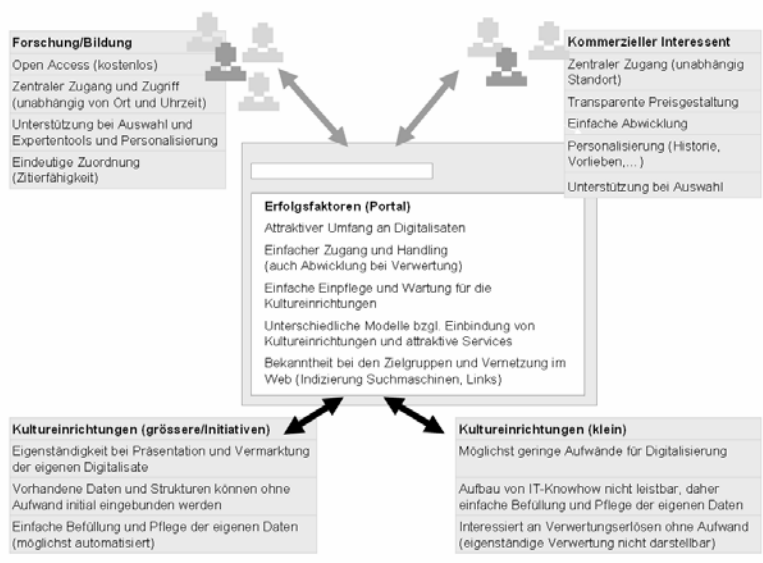 Forschung/Bildung
Open Access (kostenlos)
Zentraler Zugang und Zugriff
(unabhängig von Ort und Uhrzeit)
Unterstützung bei Auswahl und
Expertentools und Personalisierung
Eindeutige Zuordnung
(Zitierfähigkeit)
Kommerzieller Interessent
Zentraler Zugang (unabhängig
Standort)
Transparente Preisgestaltung
Einfache Abwicklung
Personalisierung (Historie,
Vorlieben,... )
Unterstützung bei Auswahl
Erfolgsfaktoren (Portal)
Attraktiver Umfang an Digitalisaten
Einfacher Zugang und Handling
(auch Abwicklung bei Verwertung)
Einfache Einpflege und Wartung für die
Kultureinrichtungen
Unterschiedliche Modelle bzgl. Einbindung von
Kultureinrichtungen und attraktive Services
Bekanntheit bei den Zielgruppen und Vernetzung im
Web (Indizierung Suchmaschinen, Links)
Kultureinrichtungen (grössere/Initiativen)
Eigenständigkeit bei Präsentation und Vermarktung
der eigenen Digitalisate
Vorhandene Daten und Strukturen können ohne
Aufwand initial eingebunden werden
Einfache Befüllung und Pflege der eigenen Daten
(möglichst automatisiert)
Kultureinrichtungen (klein)
Möglichst geringe Aufwände für Digitalisierung
Aufbau von IT-Knowhow nicht leistbar, daher
einfache Befüllung und Pflege der eigenen Daten
Interessiert an Verwertungserlösen ohne Aufwand
(eigenständige Verwertung nicht darstellbar)